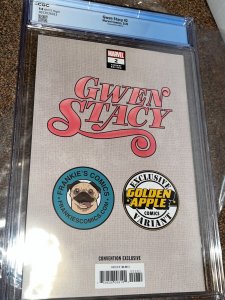 CGC
Gwen Stacy #2
MARVEL
2
GWEN
STACY
FRANKIE'S COMICS
FRANKIESCOMICS.COM
EXCLUSIVE
GOLDEN
APPLE
COMICS
VARIANT
CONVENTION EXCLUSIVE